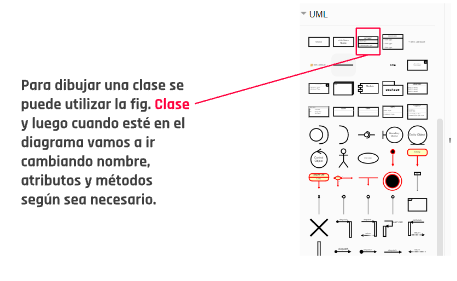 UML
Para dibujar una clase se
puede utilizar la fig. Clase
y luego cuando esté en el
diagrama vamos a ir
cambiando nombre,
atributos y métodos
según sea necesario.